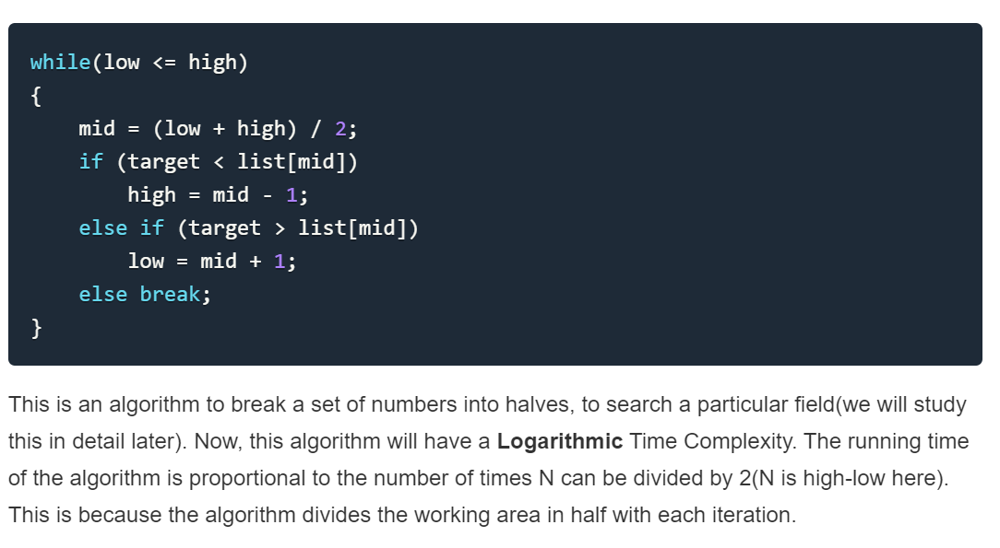 while(low <= high)
{
    mid = (low + high) / 2;
    if (target < list[mid])
        high = mid - 1;
    else if (target > list[mid])
        low = mid + 1;
    else break;
}
This is an algorithm to break a set of numbers into halves, to search a particular field(we will study
this in detail later). Now, this algorithm will have a Logarithmic Time Complexity. The running time
of the algorithm is proportional to the number of times N can be divided by 2(N is high-low here).
This is because the algorithm divides the working area in half with each iteration.